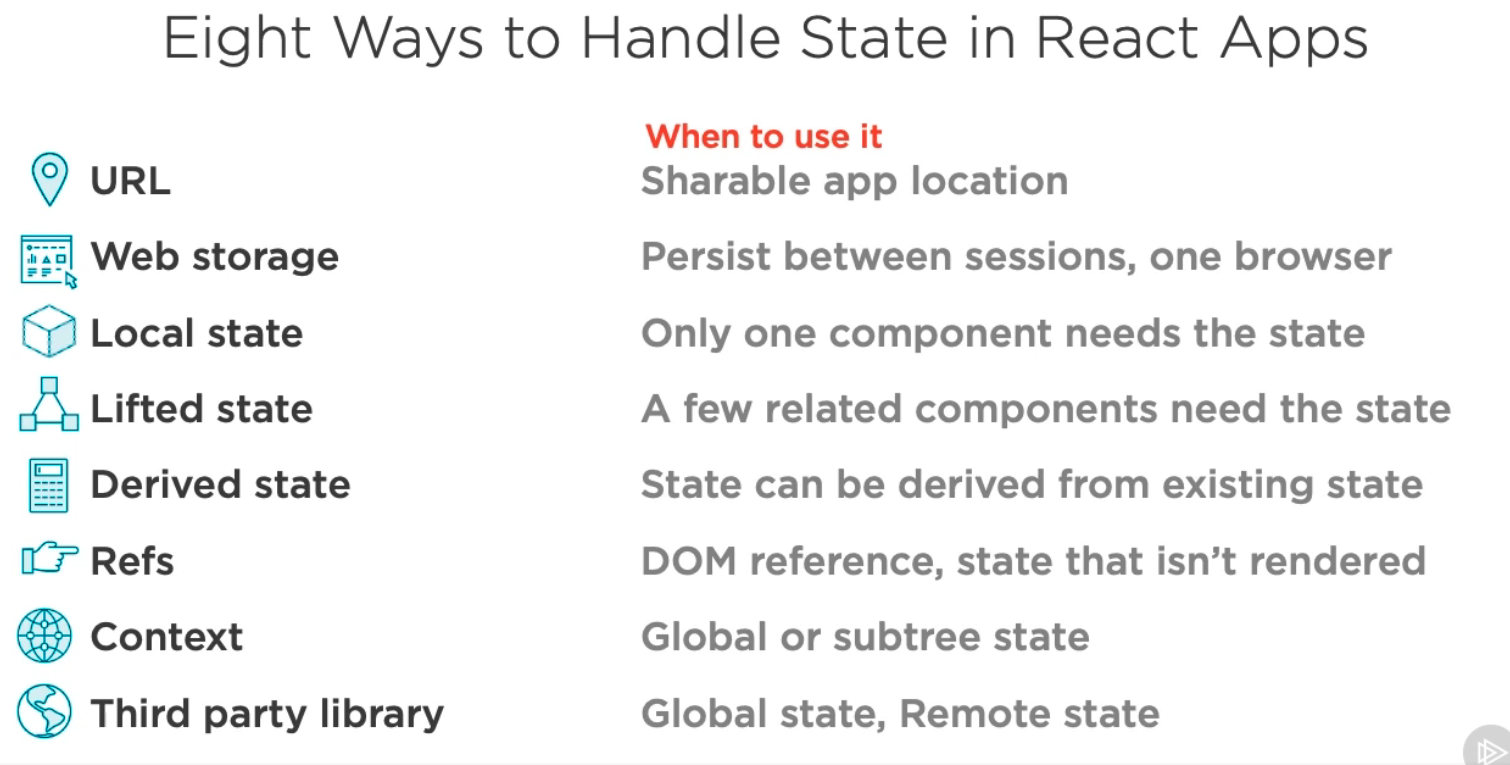 Eight Ways to Handle State in React Apps
When to use it
URL Sharable app location
Web storage Persist between sessions, one browser
Local state Only one component needs the state
Lifted state A few related components need the state
Derived state State can be derived from existing state
Refs DOM reference, state that isn’t rendered
Context Global or subtree state
Third party library Global state, Remote state